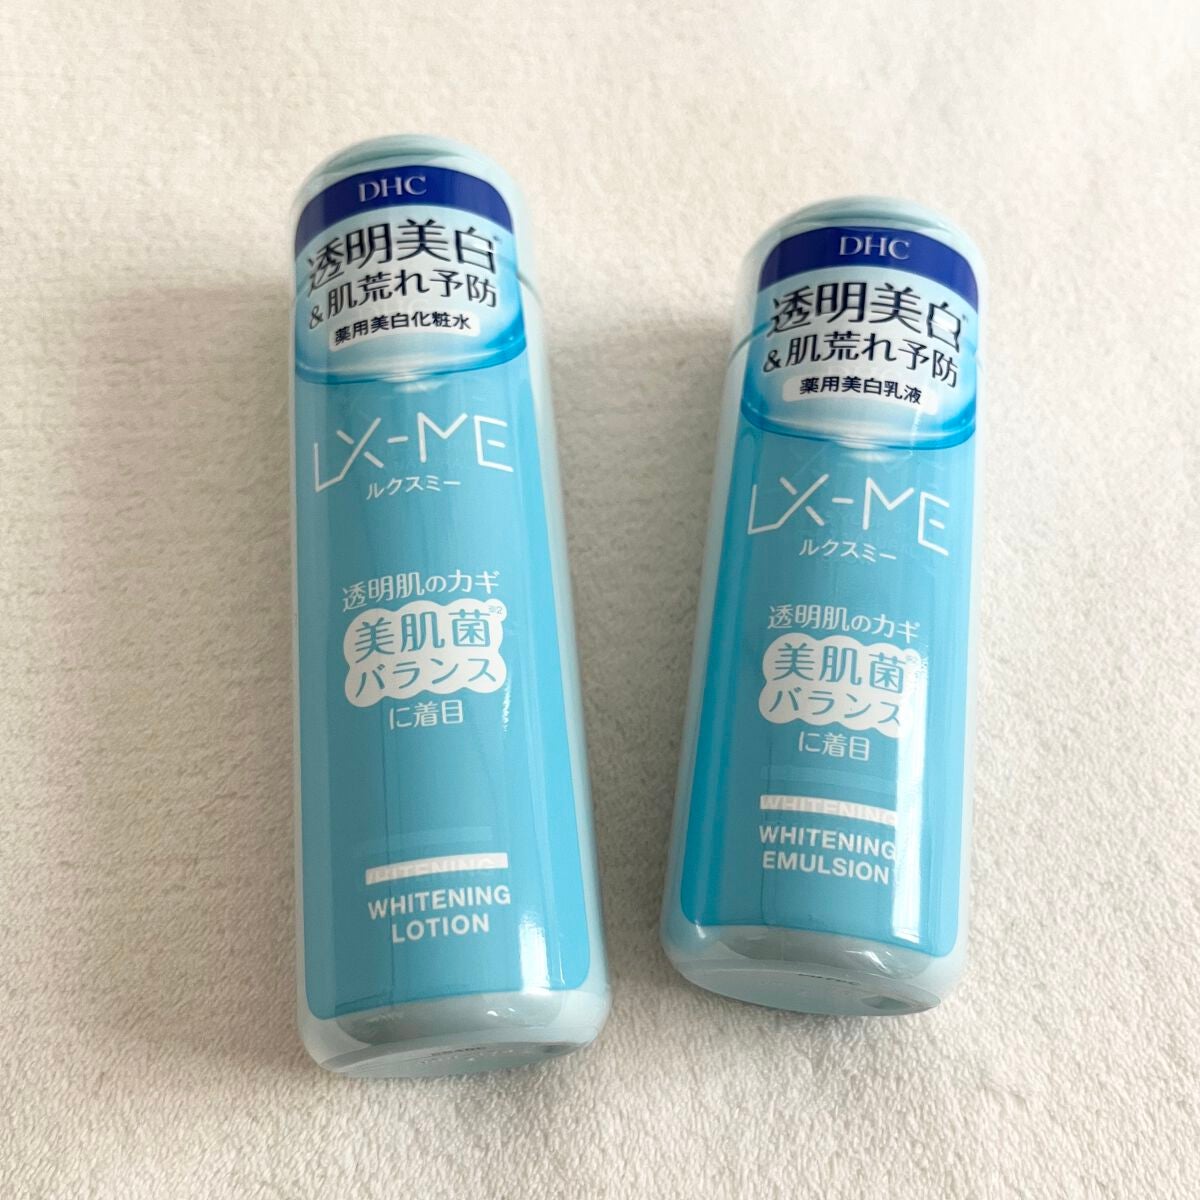 DHC
透明美白
&肌荒れ予防
薬用美白化粧水
LX-ME
ルクスミー
透明肌のカギ
美肌菌※2
バランス
に着目
WHITENING
WHITENING
LOTION
DHC
透明美白
&肌荒れ予防
薬用美白乳液
LX-ME
ルクスミー
透明肌のカギ
美肌菌
バランス
に着目
WHITENING
WHITENING
EMULSION